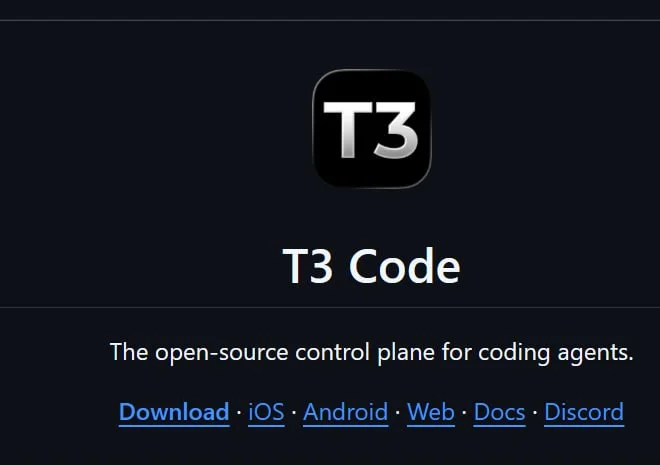 T3
T3 Code
The open-source control plane for coding agents.
Download · iOS · Android · Web · Docs · Discord